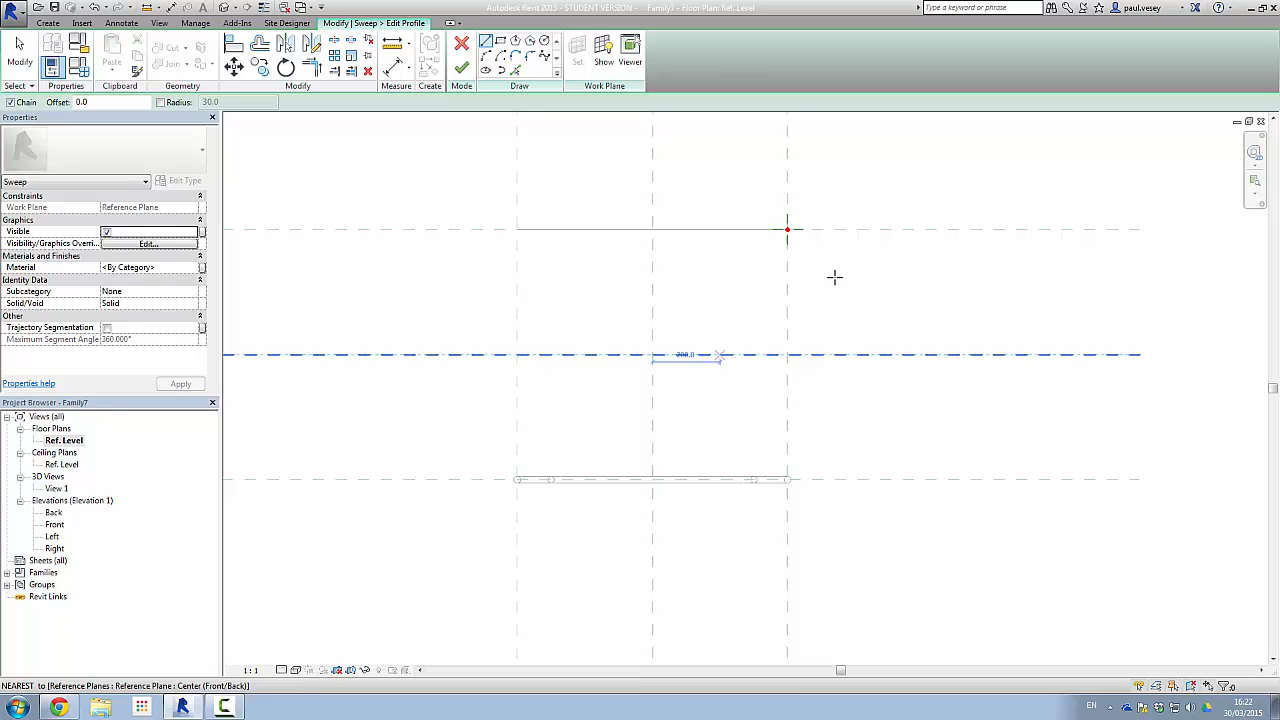 Autodesk Revit 2015 - STUDENT VERSION - Family7 - Floor Plan: Ref. Level
Type a keyword or phrase
paul.vesey
Create Insert Annotate View Manage Add-Ins Site Designer Modify | Sweep > Edit Profile
Modify
Paste
Cut
Join
Set Show Viewer
Select Properties Clipboard Geometry Modify Measure Create Mode Draw Work Plane
Chain Offset: 0.0 Radius: 30.0
Properties
Sweep Edit Type
Constraints
Work Plane Reference Plane
Graphics
Visible
Visibility/Graphics Overri... Edit...
Materials and Finishes
Material <By Category>
Identity Data
Subcategory None
Solid/Void Solid
Other
Trajectory Segmentation
Maximum Segment Angle 360.000°
Properties help Apply
Project Browser - Family7
Views (all)
Floor Plans
Ref. Level
Ceiling Plans
Ref. Level
3D Views
View 1
Elevations (Elevation 1)
Back
Front
Left
Right
Sheets (all)
Families
Groups
Revit Links
1:1
NEAREST to [Reference Planes : Reference Plane : Center (Front/Back)]
:0
EN
16:22
30/03/2015